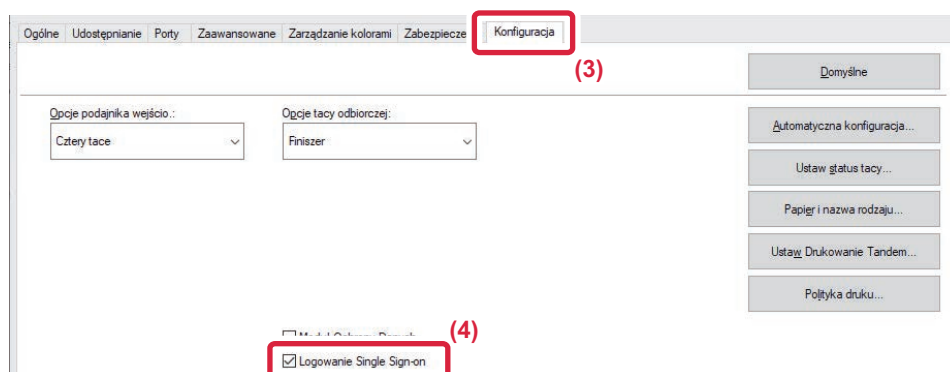 Ogólne Udostępnianie Porty Zaawansowane Zarządzanie kolorami Zabezpiecze Konfiguracja
(3)
Domyślne
Opcje podajnika wejścio.: Opcje tacy odbiorczej:
Cztery tace Finiszer
Automatyczna konfiguracja...
Ustaw status tacy...
Papier i nazwa rodzaju...
Ustaw Drukowanie Tandem...
Polityka druku...
(4)
Logowanie Single Sign-on